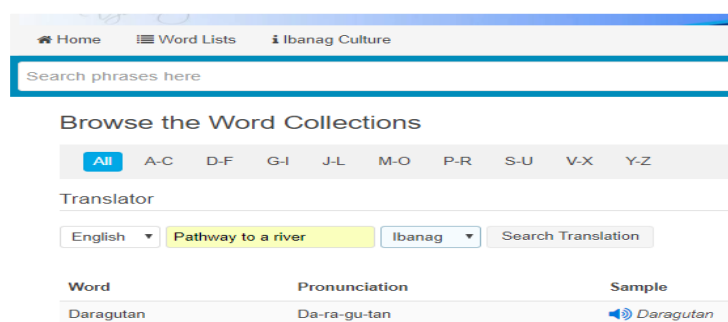 Home Word Lists Ibanag Culture
Search phrases here
Browse the Word Collections
All A-C D-F G-I J-L M-O P-R S-U V-X Y-Z
Translator
English Pathway to a river Ibanag Search Translation
Word Pronunciation Sample
Daragutan Da-ra-gu-tan Daragutan